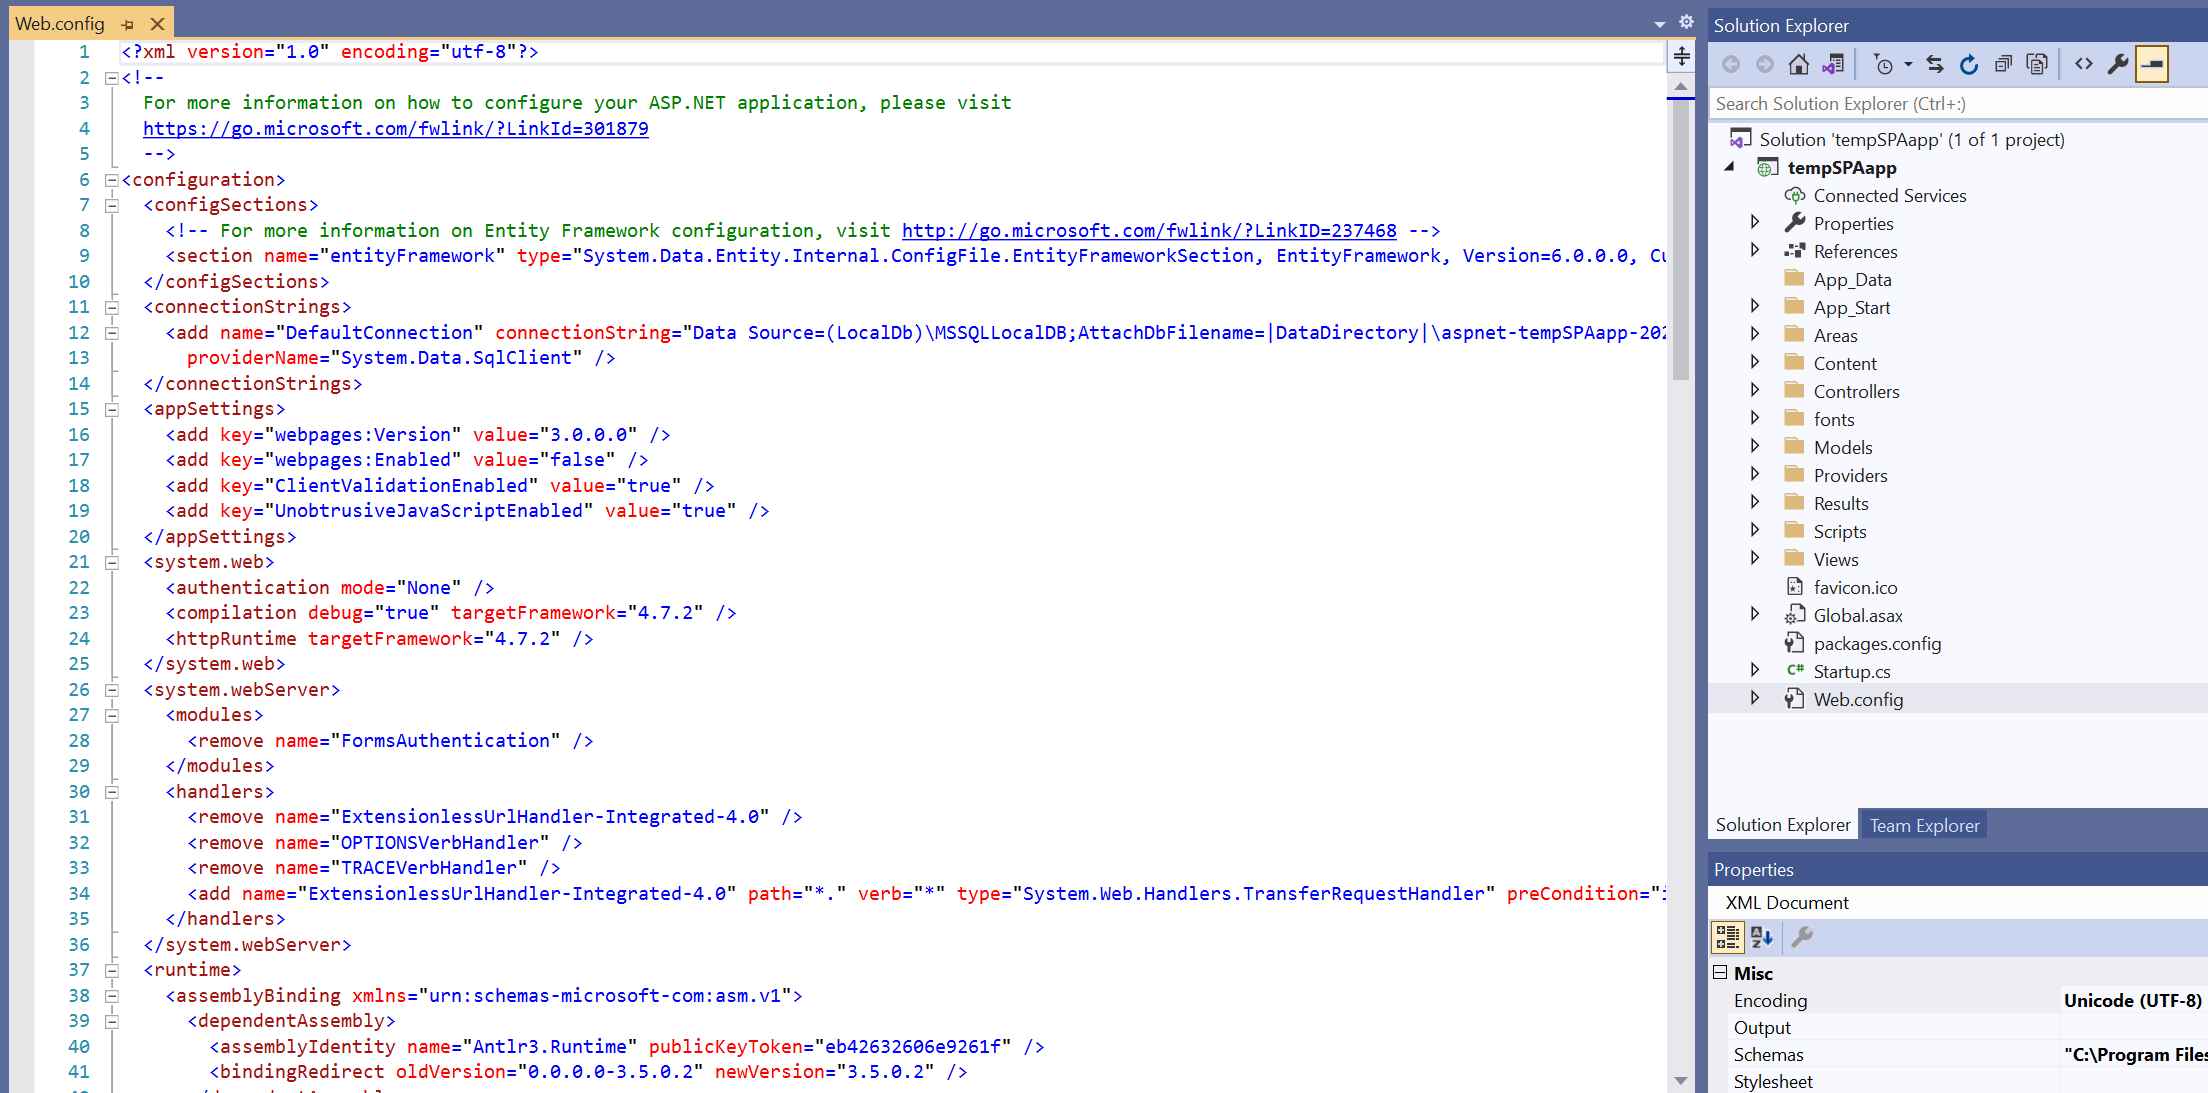 Web.config
1 <?xml version="1.0" encoding="utf-8"?>
2 <!--
3 For more information on how to configure your ASP.NET application, please visit
4 https://go.microsoft.com/fwlink/?LinkId=301879
5 -->
6 <configuration>
7 <configSections>
8 <!-- For more information on Entity Framework configuration, visit http://go.microsoft.com/fwlink/?LinkID=237468 -->
9 <section name="entityFramework" type="System.Data.Entity.Internal.ConfigFile.EntityFrameworkSection, EntityFramework, Version=6.0.0.0, Cu
10 </configSections>
11 <connectionStrings>
12 <add name="DefaultConnection" connectionString="Data Source=(LocalDb)\MSSQLLocalDB;AttachDbFilename=|DataDirectory|\aspnet-tempSPAapp-202
13 providerName="System.Data.SqlClient" />
14 </connectionStrings>
15 <appSettings>
16 <add key="webpages:Version" value="3.0.0.0" />
17 <add key="webpages:Enabled" value="false" />
18 <add key="ClientValidationEnabled" value="true" />
19 <add key="UnobtrusiveJavaScriptEnabled" value="true" />
20 </appSettings>
21 <system.web>
22 <authentication mode="None" />
23 <compilation debug="true" targetFramework="4.7.2" />
24 <httpRuntime targetFramework="4.7.2" />
25 </system.web>
26 <system.webServer>
27 <modules>
28 <remove name="FormsAuthentication" />
29 </modules>
30 <handlers>
31 <remove name="ExtensionlessUrlHandler-Integrated-4.0" />
32 <remove name="OPTIONSVerbHandler" />
33 <remove name="TRACEVerbHandler" />
34 <add name="ExtensionlessUrlHandler-Integrated-4.0" path="*." verb="*" type="System.Web.Handlers.TransferRequestHandler" preCondition="i
35 </handlers>
36 </system.webServer>
37 <runtime>
38 <assemblyBinding xmlns="urn:schemas-microsoft-com:asm.v1">
39 <dependentAssembly>
40 <assemblyIdentity name="Antlr3.Runtime" publicKeyToken="eb42632606e9261f" />
41 <bindingRedirect oldVersion="0.0.0.0-3.5.0.2" newVersion="3.5.0.2" />
Solution Explorer
Search Solution Explorer (Ctrl+:)
Solution 'tempSPAapp' (1 of 1 project)
tempSPAapp
Connected Services
Properties
References
App_Data
App_Start
Areas
Content
Controllers
fonts
Models
Providers
Results
Scripts
Views
favicon.ico
Global.asax
packages.config
C# Startup.cs
Web.config
Solution Explorer Team Explorer
Properties
XML Document
Misc
Encoding Unicode (UTF-8)
Output
Schemas "C:\Program Files
Stylesheet